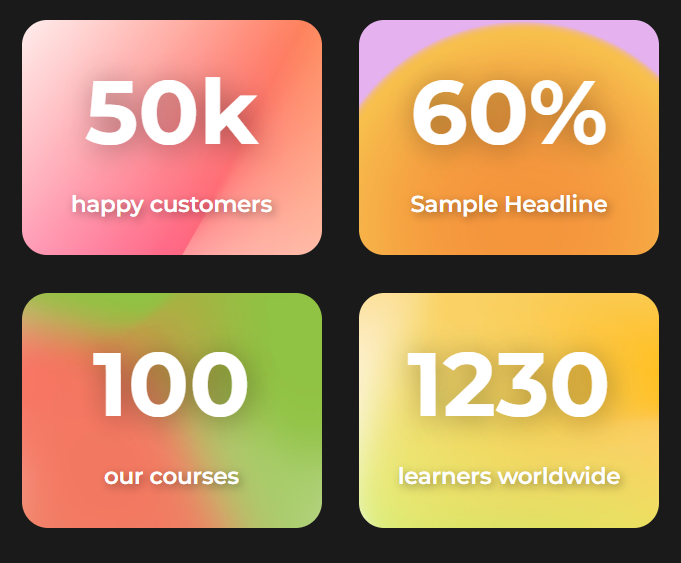 50k
happy customers
60%
Sample Headline
100
our courses
1230
learners worldwide